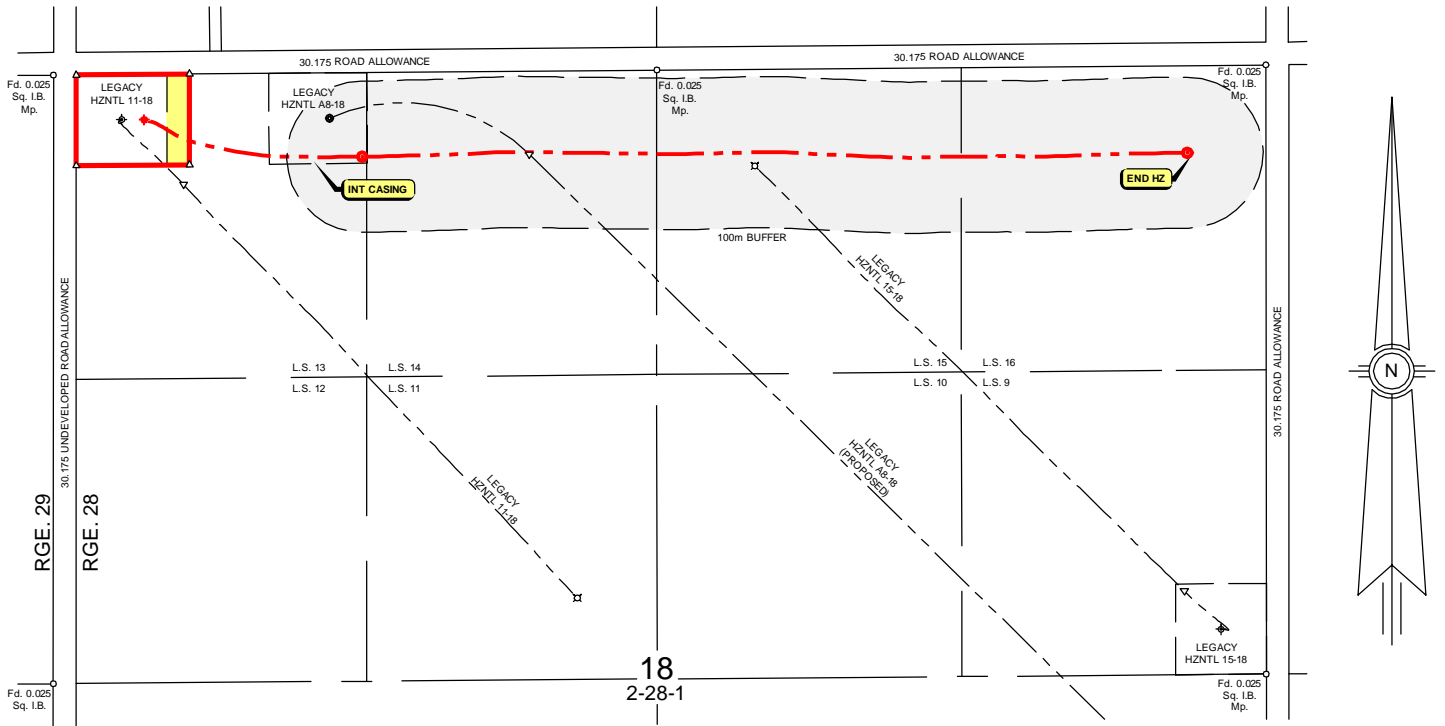 30.175 ROAD ALLOWANCE
30.175 ROAD ALLOWANCE
Fd. 0.025
Sq. I.B.
Mp.
LEGACY
HZNTL 11-18
LEGACY
HZNTL A8-18
Fd. 0.025
Sq. I.B.
Mp.
Fd. 0.025
Sq. I.B.
Mp.
INT CASING
END HZ
100m BUFFER
LEGACY
HZNTL 15-18
30.175 UNDEVELOPED ROAD ALLOWANCE
30.175 ROAD ALLOWANCE
L.S. 13
L.S. 14
L.S. 12
L.S. 11
L.S. 15
L.S. 16
L.S. 10
L.S. 9
N
LEGACY
HZNTL A8-18
(PROPOSED)
LEGACY
HZNTL 11-18
RGE. 29
RGE. 28
LEGACY
HZNTL 15-18
18
2-28-1
Fd. 0.025
Sq. I.B.
Mp.
Fd. 0.025
Sq. I.B.
Mp.